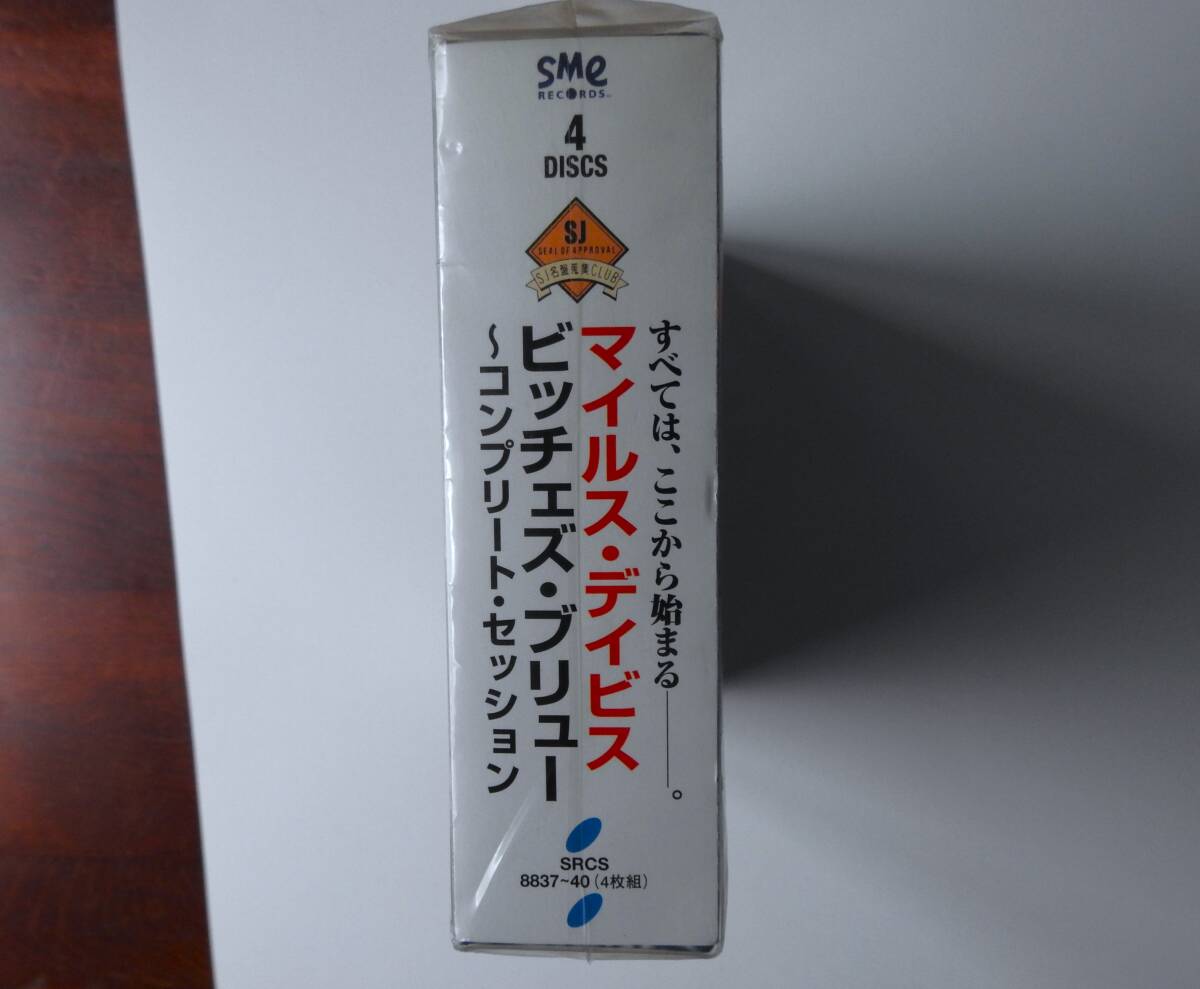 SMe
RECORDS
4
DISCS
SJ
SEAL OF APPROVAL
SJ名盤蒐集CLUB
すべては、ここから始まる――。
マイルス・デイビス
ビッチェズ・ブリュー
〜コンプリート・セッション
SRCS
8837~40(4枚組)